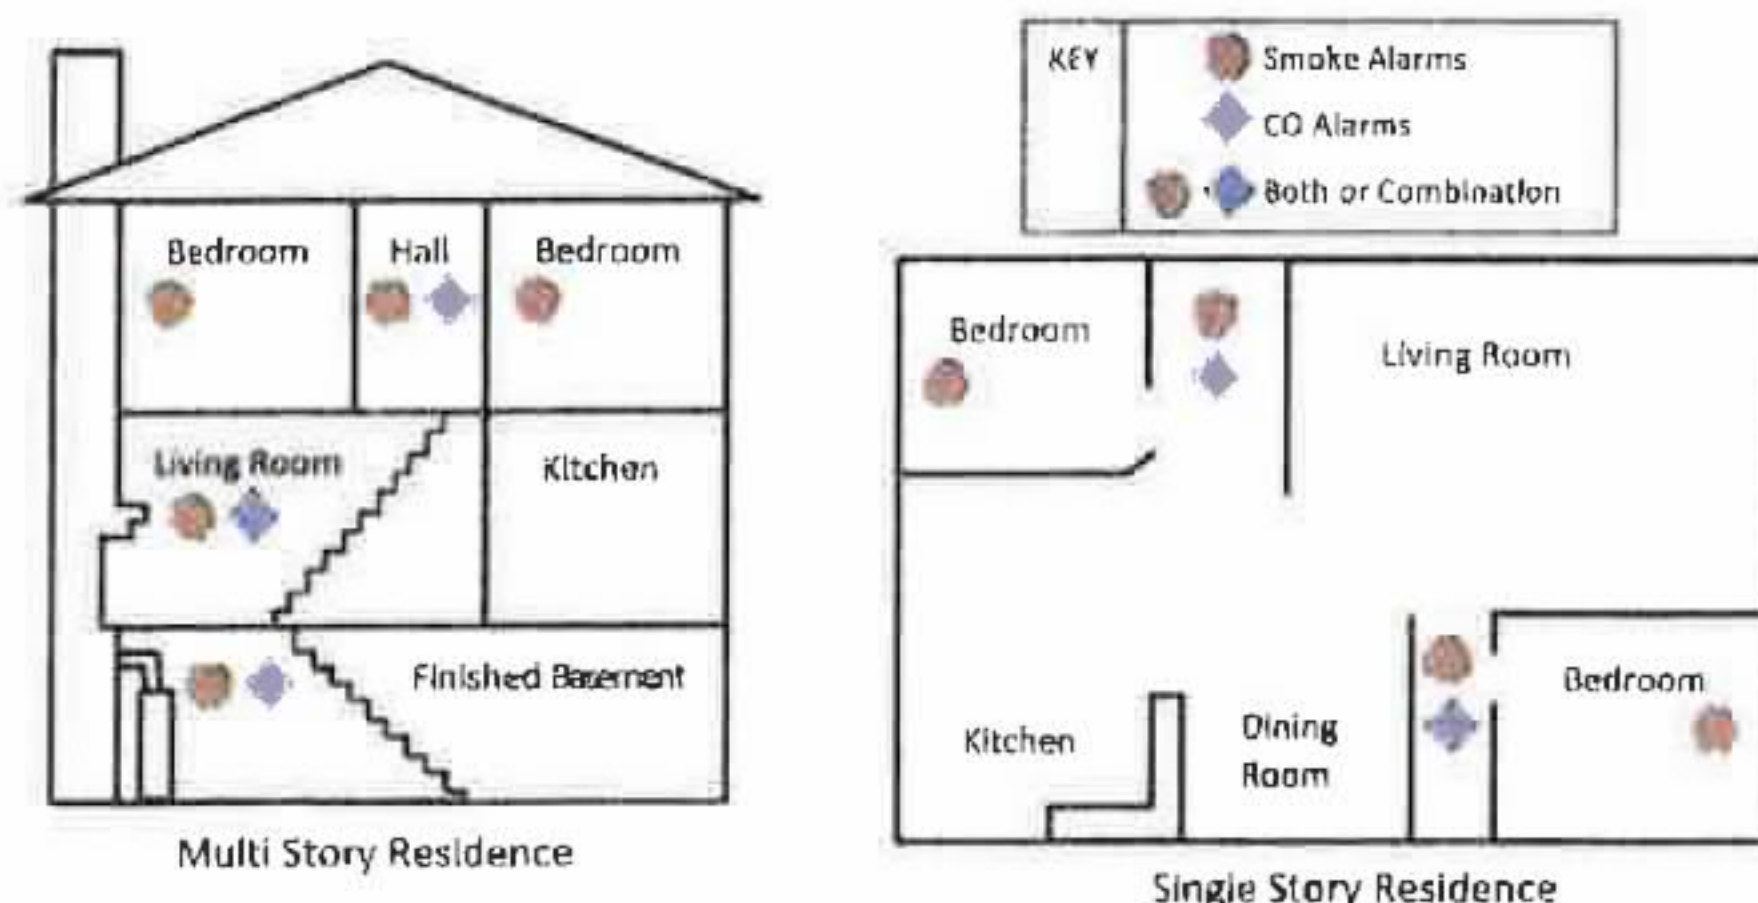 KEY
Smoke Alarms
CO Alarms
Both or Combination
Bedroom
Hall
Bedroom
Living Room
Kitchen
Finished Basement
Multi Story Residence
Bedroom
Living Room
Kitchen
Dining
Room
Bedroom
Single Story Residence